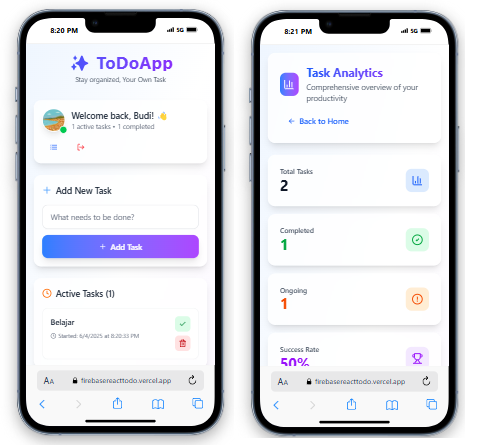 8:20 PM
5G
ToDoApp
Stay organized, Your Own Task
Welcome back, Budi! 👋
1 active tasks • 1 completed
Add New Task
What needs to be done?
+ Add Task
Active Tasks (1)
Belajar
Started: 6/4/2025 at 8:20:33 PM
AA
firebasereacttodo.vercel.app
8:21 PM
5G
Task Analytics
Comprehensive overview of your
productivity
← Back to Home
Total Tasks
2
Completed
1
Ongoing
1
Success Rate
50%
AA
firebasereacttodo.vercel.app